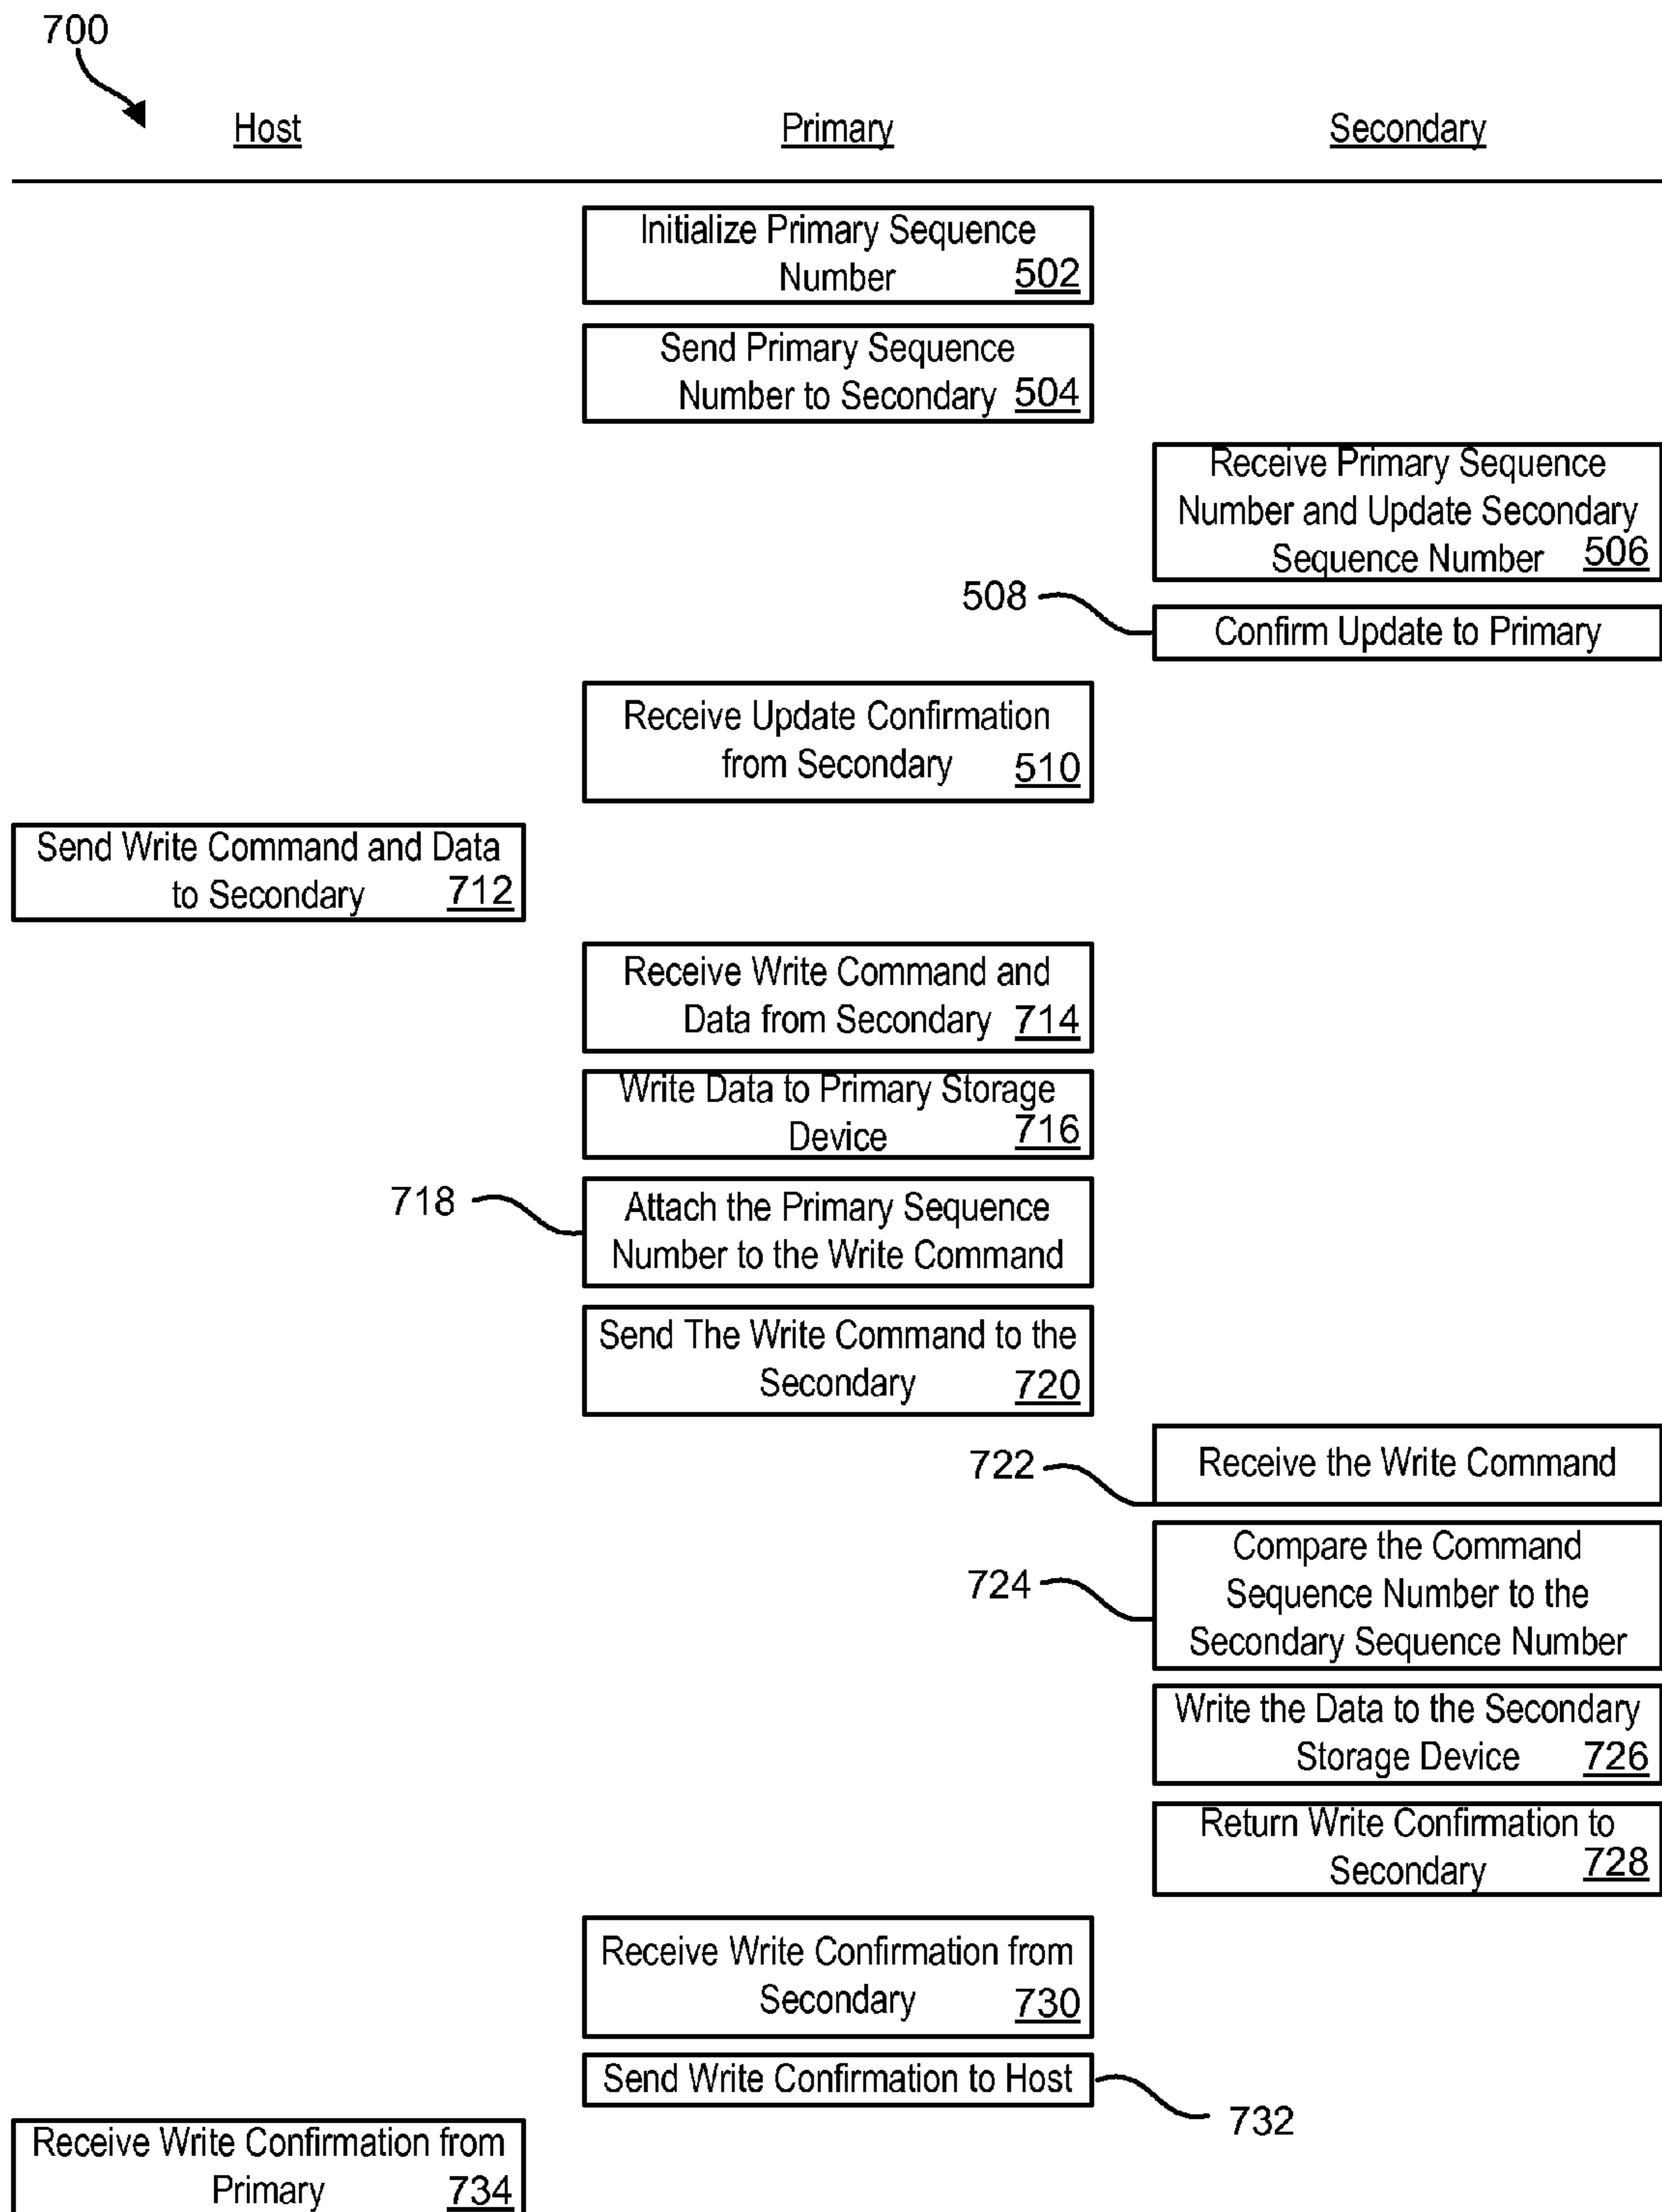 700
Host Primary Secondary
Initialize Primary Sequence
Number 502
Send Primary Sequence
Number to Secondary 504
Receive Primary Sequence
Number and Update Secondary
Sequence Number 506
508
Confirm Update to Primary
Receive Update Confirmation
from Secondary 510
Send Write Command and Data
to Secondary 712
Receive Write Command and
Data from Secondary 714
Write Data to Primary Storage
Device 716
718
Attach the Primary Sequence
Number to the Write Command
Send The Write Command to the
Secondary 720
722
Receive the Write Command
724
Compare the Command
Sequence Number to the
Secondary Sequence Number
Write the Data to the Secondary
Storage Device 726
Return Write Confirmation to
Secondary 728
Receive Write Confirmation from
Secondary 730
Send Write Confirmation to Host
732
Receive Write Confirmation from
Primary 734